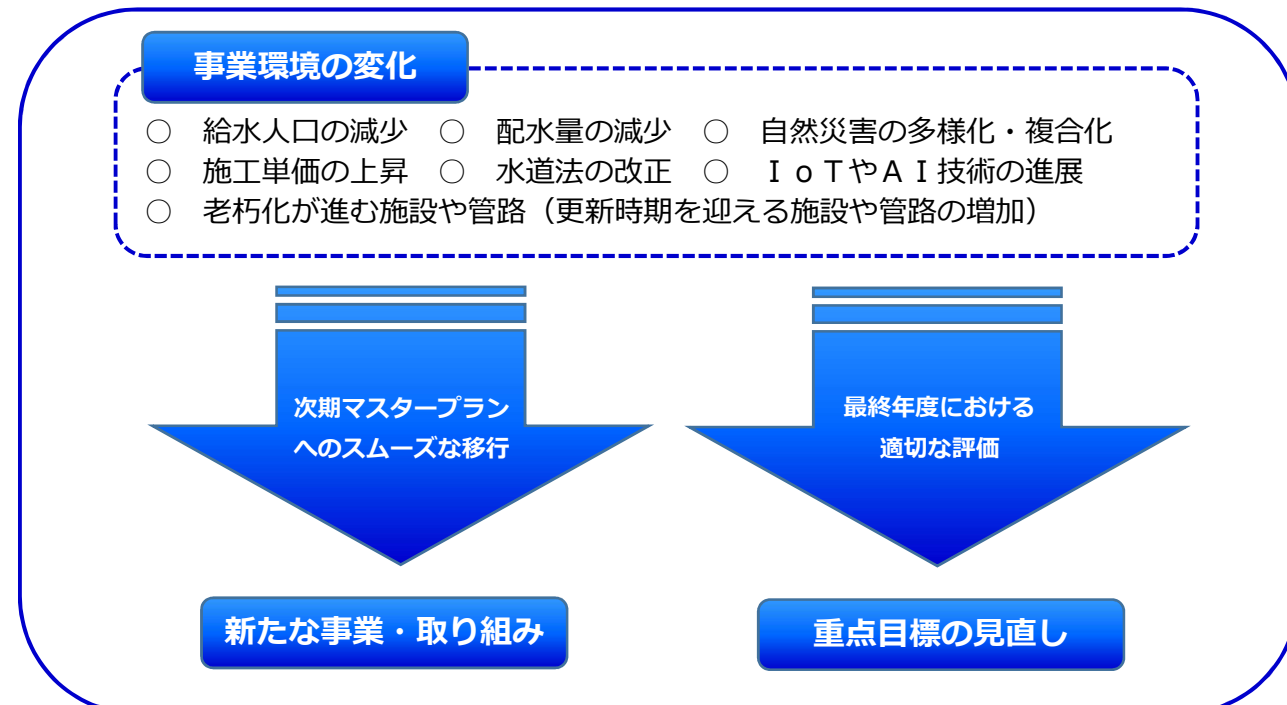 事業環境の変化
○ 給水人口の減少 ○ 配水量の減少 ○ 自然災害の多様化・複合化
○ 施工単価の上昇 ○ 水道法の改正 ○ ＩｏＴやＡＩ技術の進展
○ 老朽化が進む施設や管路（更新時期を迎える施設や管路の増加）
次期マスタープラン
へのスムーズな移行
最終年度における
適切な評価
新たな事業・取り組み
重点目標の見直し